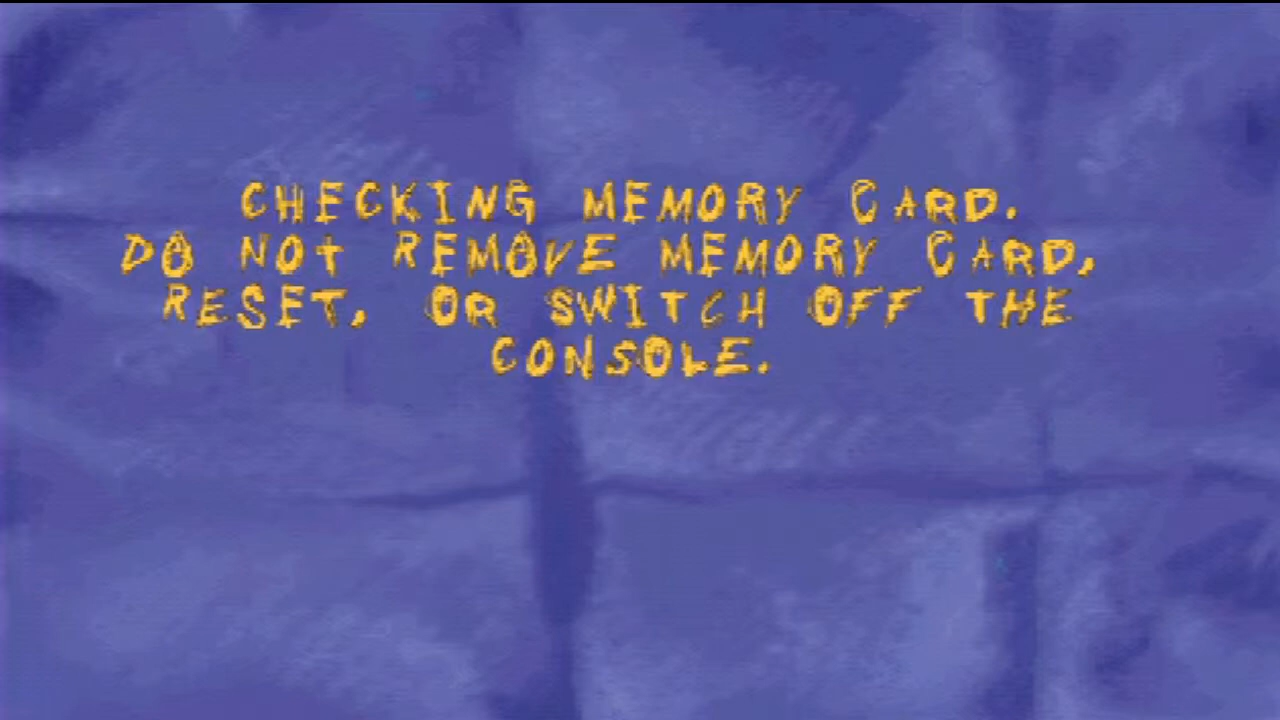 CHECKING MEMORY CARD.
DO NOT REMOVE MEMORY CARD,
RESET, OR SWITCH OFF THE
CONSOLE.